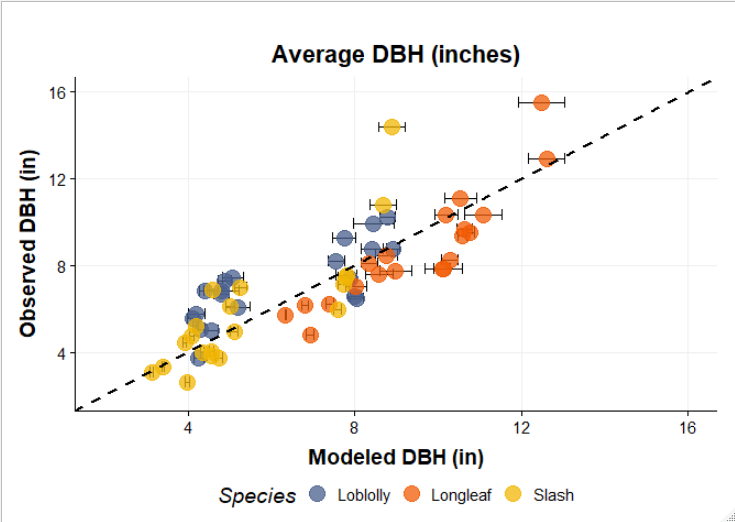 Average DBH (inches)
16
12
8
4
Observed DBH (in)
4 8 12 16
Modeled DBH (in)
Species Loblolly Longleaf Slash